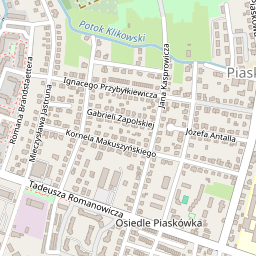 Potok Klikowski
Ignacego Przybyłkiewicza
Jana Kasprowicza
Piask
Romana Brandstaettera
Mieczysława Jastruna
Gabrieli Zapolskiej
Józefa Antalla
Kornela Makuszyńskiego
Tadeusza Romanowicza
Osiedle Piaskówka